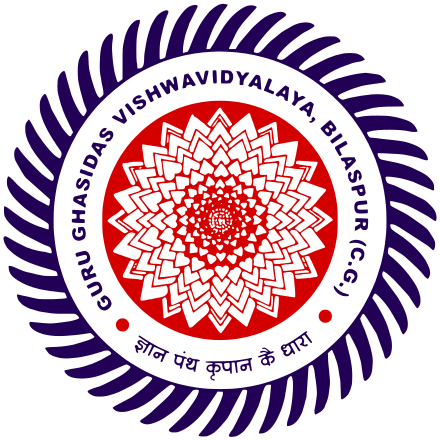 GURU GHASIDAS VISHWAVIDYALAYA, BILASPUR (C.G.)
ज्ञान पंथ कृपान कै धारा